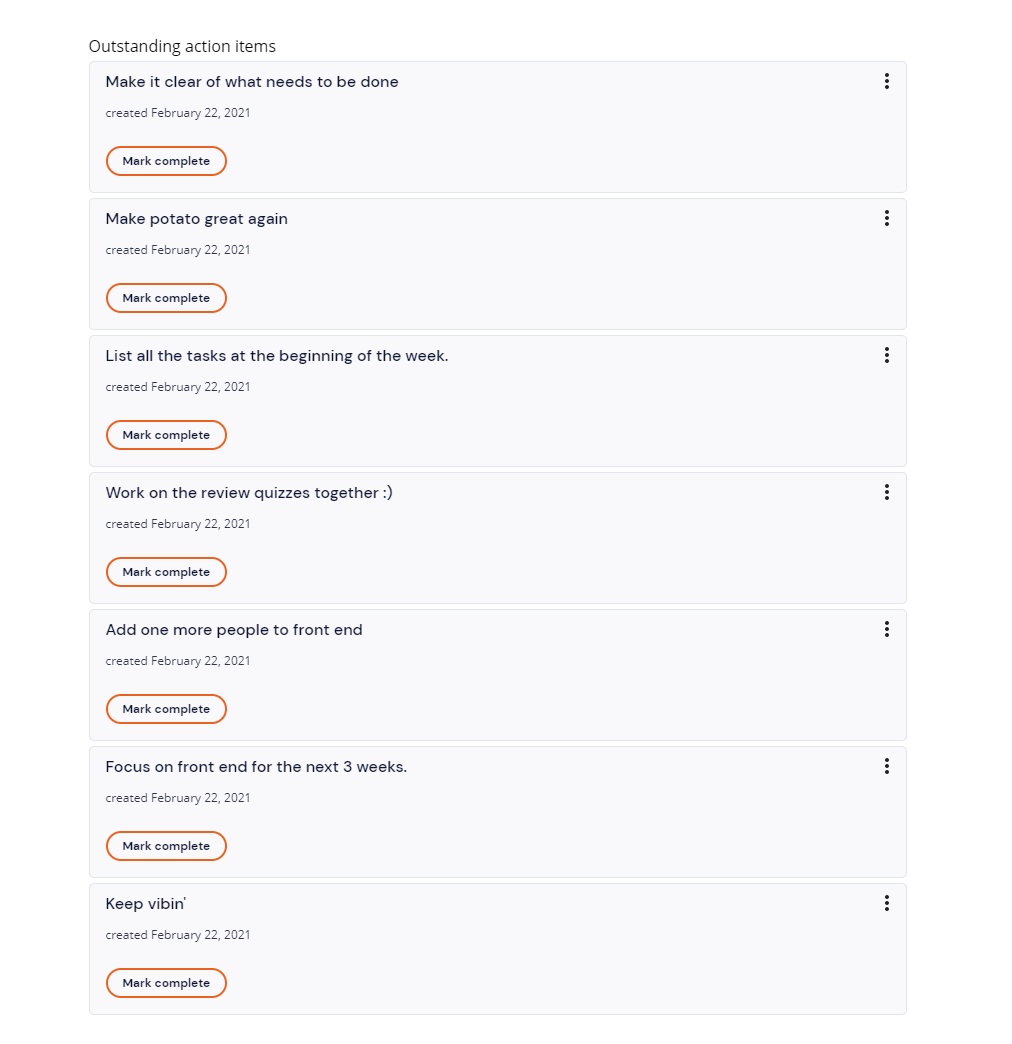 Outstanding action items
Make it clear of what needs to be done
created February 22, 2021
Mark complete
Make potato great again
created February 22, 2021
Mark complete
List all the tasks at the beginning of the week.
created February 22, 2021
Mark complete
Work on the review quizzes together :)
created February 22, 2021
Mark complete
Add one more people to front end
created February 22, 2021
Mark complete
Focus on front end for the next 3 weeks.
created February 22, 2021
Mark complete
Keep vibin'
created February 22, 2021
Mark complete